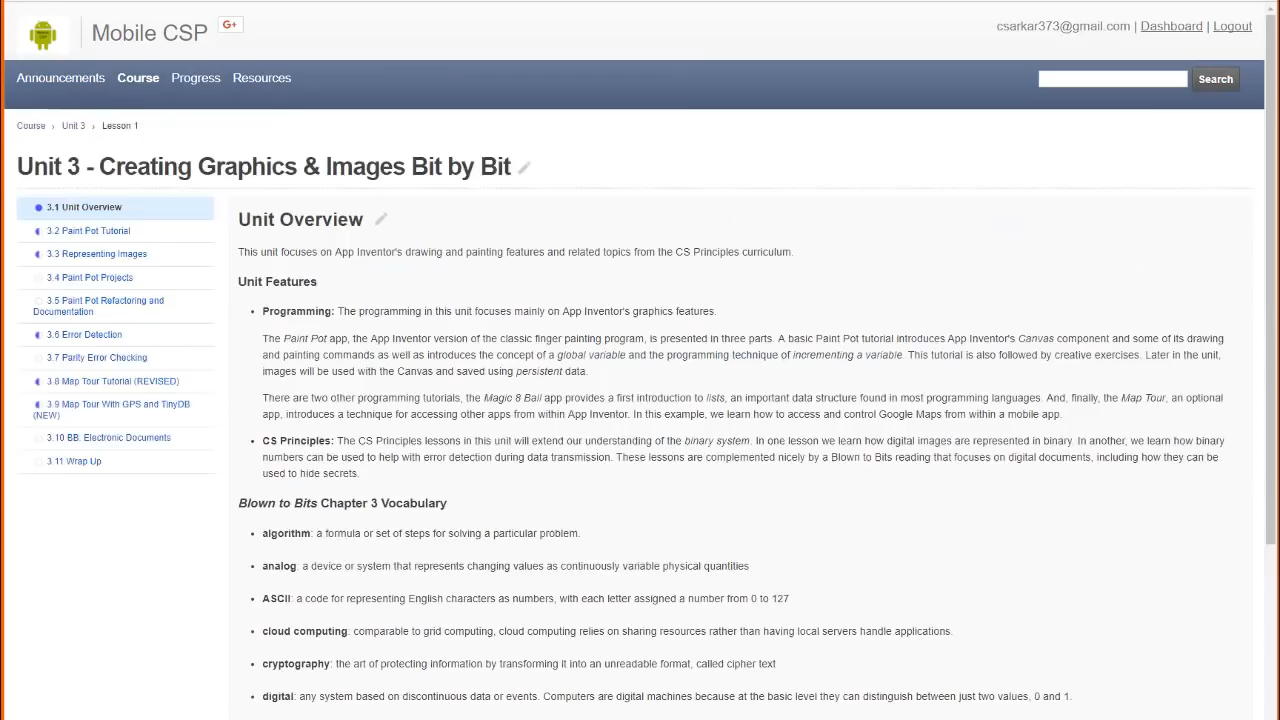 Mobile CSP
G+
csarkar373@gmail.com | Dashboard | Logout
Announcements Course Progress Resources
Search
Course › Unit 3 › Lesson 1
Unit 3 - Creating Graphics & Images Bit by Bit
3.1 Unit Overview
3.2 Paint Pot Tutorial
3.3 Representing Images
3.4 Paint Pot Projects
3.5 Paint Pot Refactoring and
Documentation
3.6 Error Detection
3.7 Parity Error Checking
3.8 Map Tour Tutorial (REVISED)
3.9 Map Tour With GPS and TinyDB
(NEW)
3.10 BB: Electronic Documents
3.11 Wrap Up
Unit Overview
This unit focuses on App Inventor's drawing and painting features and related topics from the CS Principles curriculum.
Unit Features
• Programming: The programming in this unit focuses mainly on App Inventor's graphics features.
The Paint Pot app, the App Inventor version of the classic finger painting program, is presented in three parts. A basic Paint Pot tutorial introduces App Inventor's Canvas component and some of its drawing
and painting commands as well as introduces the concept of a global variable and the programming technique of incrementing a variable. This tutorial is also followed by creative exercises. Later in the unit,
images will be used with the Canvas and saved using persistent data.
There are two other programming tutorials, the Magic 8 Ball app provides a first introduction to lists, an important data structure found in most programming languages. And, finally, the Map Tour, an optional
app, introduces a technique for accessing other apps from within App Inventor. In this example, we learn how to access and control Google Maps from within a mobile app.
• CS Principles: The CS Principles lessons in this unit will extend our understanding of the binary system. In one lesson we learn how digital images are represented in binary. In another, we learn how binary
numbers can be used to help with error detection during data transmission. These lessons are complemented nicely by a Blown to Bits reading that focuses on digital documents, including how they can be
used to hide secrets.
Blown to Bits Chapter 3 Vocabulary
• algorithm: a formula or set of steps for solving a particular problem.
• analog: a device or system that represents changing values as continuously variable physical quantities
• ASCII: a code for representing English characters as numbers, with each letter assigned a number from 0 to 127
• cloud computing: comparable to grid computing, cloud computing relies on sharing resources rather than having local servers handle applications.
• cryptography: the art of protecting information by transforming it into an unreadable format, called cipher text
• digital: any system based on discontinuous data or events. Computers are digital machines because at the basic level they can distinguish between just two values, 0 and 1.